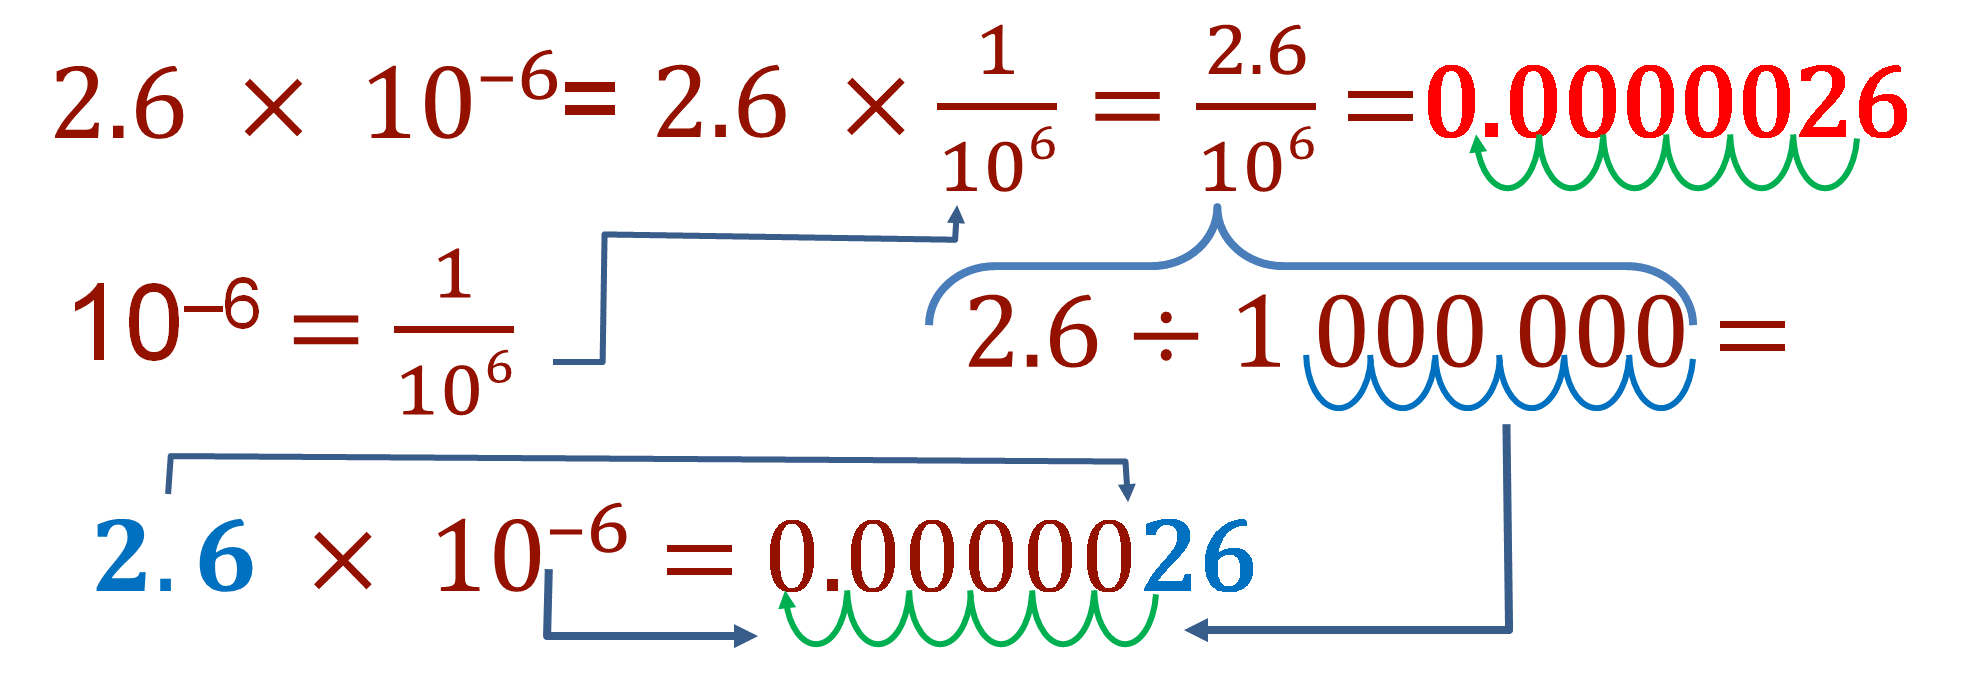 2.6 × 10⁻⁶ = 2.6 × 1/10⁶ = 2.6/10⁶ = 0.0000026
10⁻⁶ = 1/10⁶
2.6 ÷ 1 000 000 =
2.6 × 10⁻⁶ = 0.0000026